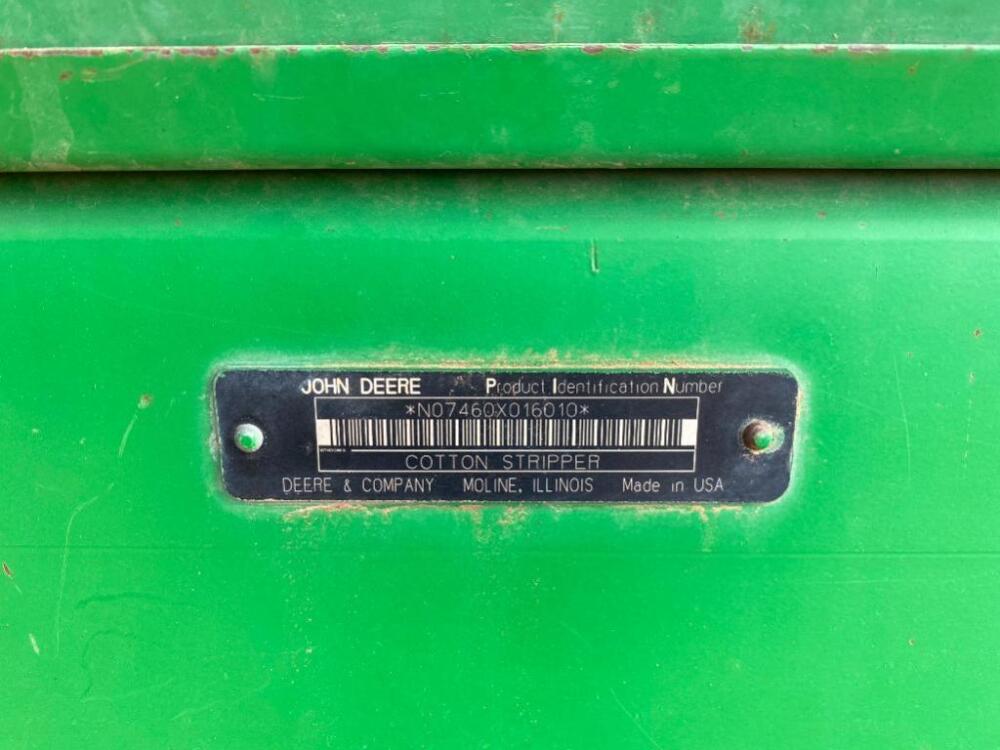 JOHN DEERE Product Identification Number
*N07460X016010*
COTTON STRIPPER
DEERE & COMPANY MOLINE, ILLINOIS Made in USA